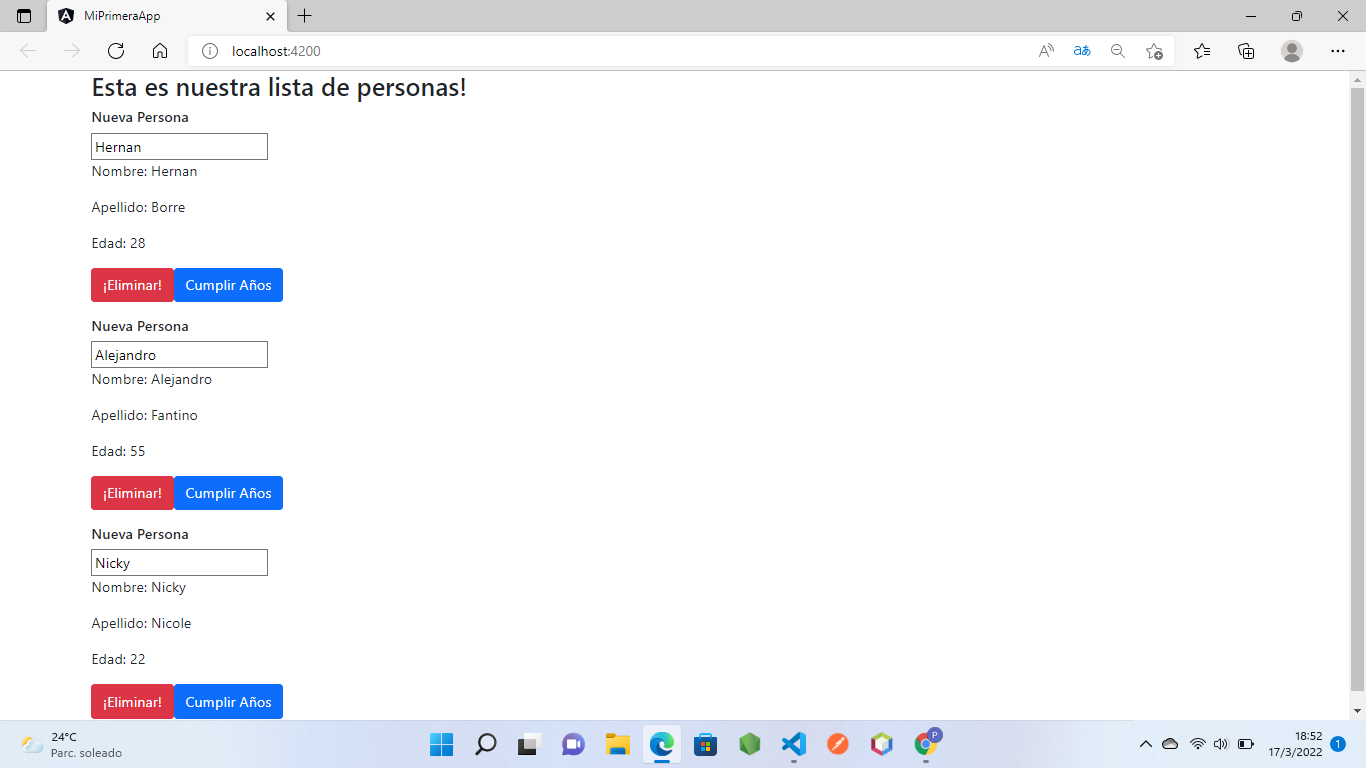 MiPrimeraApp
localhost:4200
Esta es nuestra lista de personas!
Nueva Persona
Hernan
Nombre: Hernan
Apellido: Borre
Edad: 28
¡Eliminar! Cumplir Años
Nueva Persona
Alejandro
Nombre: Alejandro
Apellido: Fantino
Edad: 55
¡Eliminar! Cumplir Años
Nueva Persona
Nicky
Nombre: Nicky
Apellido: Nicole
Edad: 22
¡Eliminar! Cumplir Años
24°C
Parc. soleado
P
18:52
17/3/2022
1